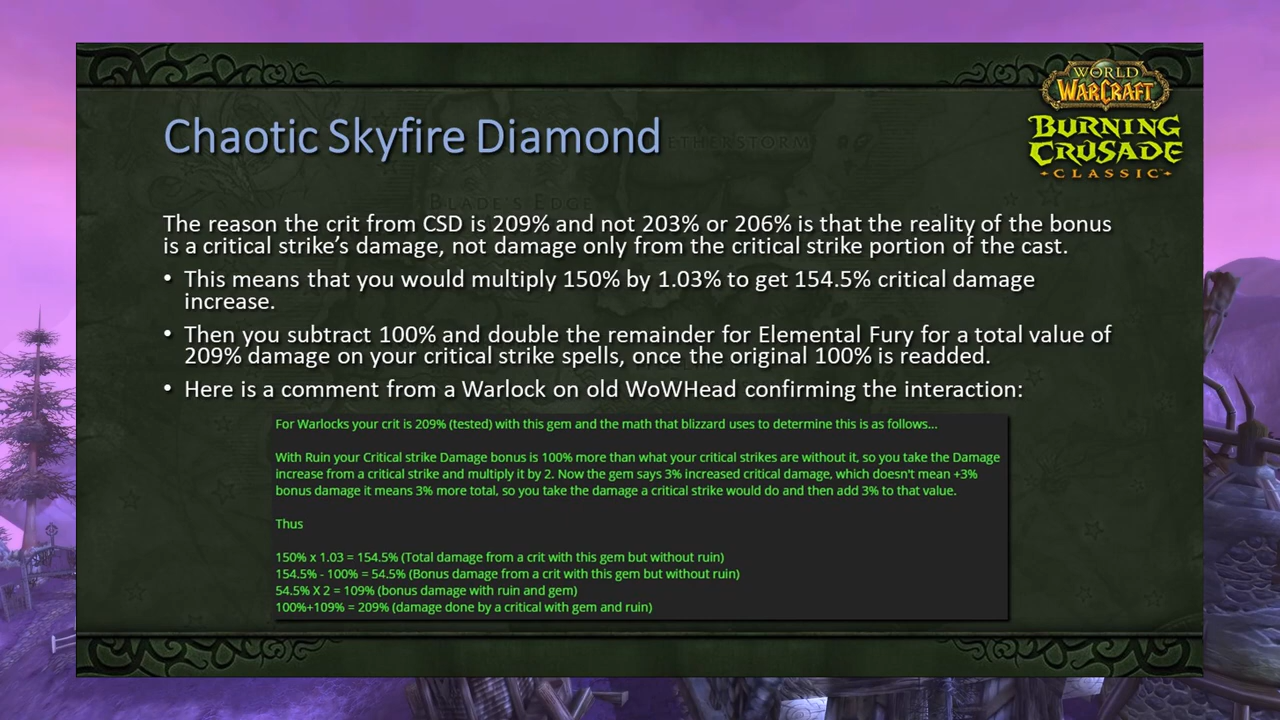 WORLD
WARCRAFT
BURNING
CRUSADE
CLASSIC
Chaotic Skyfire Diamond
ETHERSTORM
BLADE'S EDGE
The reason the crit from CSD is 209% and not 203% or 206% is that the reality of the bonus
is a critical strike’s damage, not damage only from the critical strike portion of the cast.
• This means that you would multiply 150% by 1.03% to get 154.5% critical damage
increase.
• Then you subtract 100% and double the remainder for Elemental Fury for a total value of
209% damage on your critical strike spells, once the original 100% is readded.
• Here is a comment from a Warlock on old WoWHead confirming the interaction:
For Warlocks your crit is 209% (tested) with this gem and the math that blizzard uses to determine this is as follows...
With Ruin your Critical strike Damage bonus is 100% more than what your critical strikes are without it, so you take the Damage
increase from a critical strike and multiply it by 2. Now the gem says 3% increased critical damage, which doesn't mean +3%
bonus damage it means 3% more total, so you take the damage a critical strike would do and then add 3% to that value.
Thus
150% x 1.03 = 154.5% (Total damage from a crit with this gem but without ruin)
154.5% - 100% = 54.5% (Bonus damage from a crit with this gem but without ruin)
54.5% X 2 = 109% (bonus damage with ruin and gem)
100%+109% = 209% (damage done by a critical with gem and ruin)